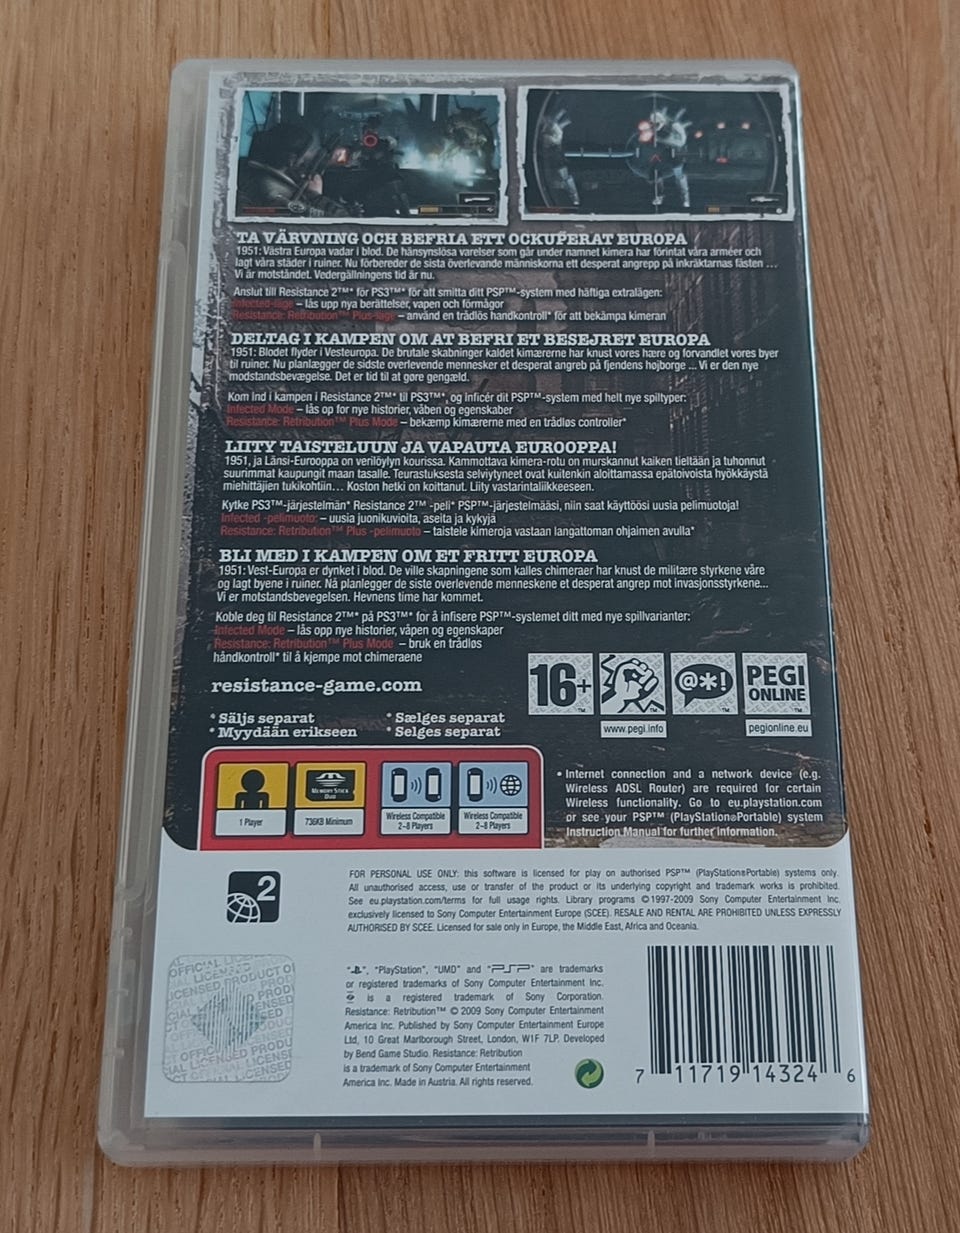 TA VÄRVNING OCH BEFRIA ETT OCKUPERAT EUROPA
1951: Västra Europa vadar i blod. De hänsynslösa varelser som går under namnet kimera har förintat våra arméer och
lagt våra städer i ruiner. Nu förbereder de sista överlevande människorna ett desperat angrepp på inkräktarnas fästen ...
Vi är motståndet. Vedergällningens tid är nu.
Anslut till Resistance 2™* för PS3™* för att smitta ditt PSP™-system med häftiga extralägen:
Infected-läge – lås upp nya berättelser, vapen och förmågor
Resistance: Retribution™ Plus-läge – använd en trådlös handkontroll* för att bekämpa kimeran
DELTAG I KAMPEN OM AT BEFRI ET BESEJRET EUROPA
1951: Blodet flyder i Vesteuropa. De brutale skabninger kaldet kimærerne har knust vores hære og forvandlet vores byer
til ruiner. Nu planlægger de sidste overlevende mennesker et desperat angreb på fjendens højborge ... Vi er den nye
modstandsbevægelse. Det er tid til at gøre gengæld.
Kom ind i kampen i Resistance 2™* til PS3™*, og inficér dit PSP™-system med helt nye spiltyper:
Infected Mode – lås op for nye historier, våben og egenskaber
Resistance: Retribution™ Plus Mode – bekæmp kimærerne med en trådløs controller*
LIITY TAISTELUUN JA VAPAUTA EUROOPPA!
1951, ja Länsi-Eurooppa on verilöylyn kourissa. Kammottava kimera-rotu on murskannut kaiken tieltään ja tuhonnut
suurimmat kaupungit maan tasalle. Teurastuksesta selviytyneet ovat kuitenkin aloittamassa epätoivoista hyökkäystä
miehittäjien tukikohtiin... Koston hetki on koittanut. Liity vastarintaliikkeeseen.
Kytke PS3™-järjestelmän* Resistance 2™ -peli* PSP™-järjestelmääsi, niin saat käyttöösi uusia pelimuotoja!
Infected -pelimuoto: – uusia juonikuvioita, aseita ja kykyjä
Resistance: Retribution™ Plus -pelimuoto – taistele kimeroja vastaan langattoman ohjaimen avulla*
BLI MED I KAMPEN OM ET FRITT EUROPA
1951: Vest-Europa er dynket i blod. De ville skapningene som kalles chimeraer har knust de militære styrkene våre
og lagt byene i ruiner. Nå planlegger de siste overlevende menneskene et desperat angrep mot invasjonsstyrkene...
Vi er motstandsbevegelsen. Hevnens time har kommet.
Koble deg til Resistance 2™* på PS3™* for å infisere PSP™-systemet ditt med nye spillvarianter:
Infected Mode – lås opp nye historier, våpen og egenskaper
Resistance: Retribution™ Plus Mode – bruk en trådløs
håndkontroll* til å kjempe mot chimeraene
resistance-game.com
16+
@*!
PEGI
ONLINE
™ ™ ™ ™
www.pegi.info
pegionline.eu
* Säljs separat * Sælges separat
* Myydään erikseen * Selges separat
1 Player
MEMORY STICK
DUO
736KB Minimum
Wireless Compatible
2–8 Players
Wireless Compatible
2–8 Players
• Internet connection and a network device (e.g.
Wireless ADSL Router) are required for certain
Wireless functionality. Go to eu.playstation.com
or see your PSP™ (PlayStation®Portable) system
Instruction Manual for further information.
2
FOR PERSONAL USE ONLY: this software is licensed for play on authorised PSP™ (PlayStation®Portable) systems only.
All unauthorised access, use or transfer of the product or its underlying copyright and trademark works is prohibited.
See eu.playstation.com/terms for full usage rights. Library programs ©1997-2009 Sony Computer Entertainment Inc.
exclusively licensed to Sony Computer Entertainment Europe (SCEE). RESALE AND RENTAL ARE PROHIBITED UNLESS EXPRESSLY
AUTHORISED BY SCEE. Licensed for sale only in Europe, the Middle East, Africa and Oceania.
OFFICIAL LICENSED PRODUCT
"", "PlayStation", "UMD" and "PSP" are trademarks
or registered trademarks of Sony Computer Entertainment Inc.
"" is a registered trademark of Sony Corporation.
Resistance: Retribution™ © 2009 Sony Computer Entertainment
America Inc. Published by Sony Computer Entertainment Europe
Ltd, 10 Great Marlborough Street, London, W1F 7LP. Developed
by Bend Game Studio. Resistance: Retribution
is a trademark of Sony Computer Entertainment
America Inc. Made in Austria. All rights reserved.
7 11719 14324 6